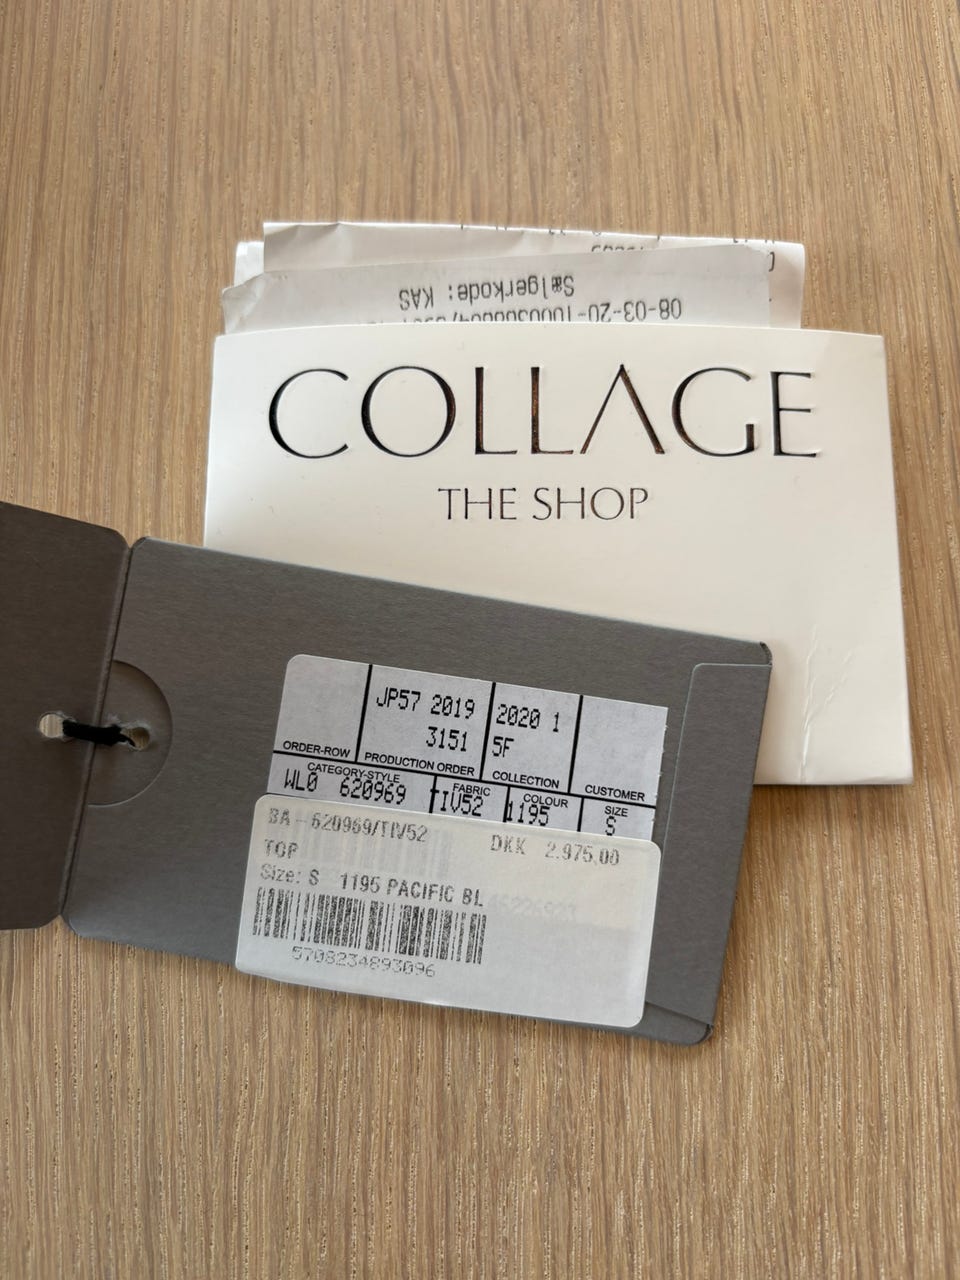 Sælgerkode: KAS
COLLAGE
THE SHOP
JP57 2019
3151
2020 1
5F
ORDER-ROW PRODUCTION ORDER COLLECTION CUSTOMER
CATEGORY-STYLE FABRIC COLOUR SIZE
WL0 620969 TIV52 1195 S
BA - 620969/TIV52 DKK 2.975,00
TOP
Size: S 1195 PACIFIC BL
5708234893096